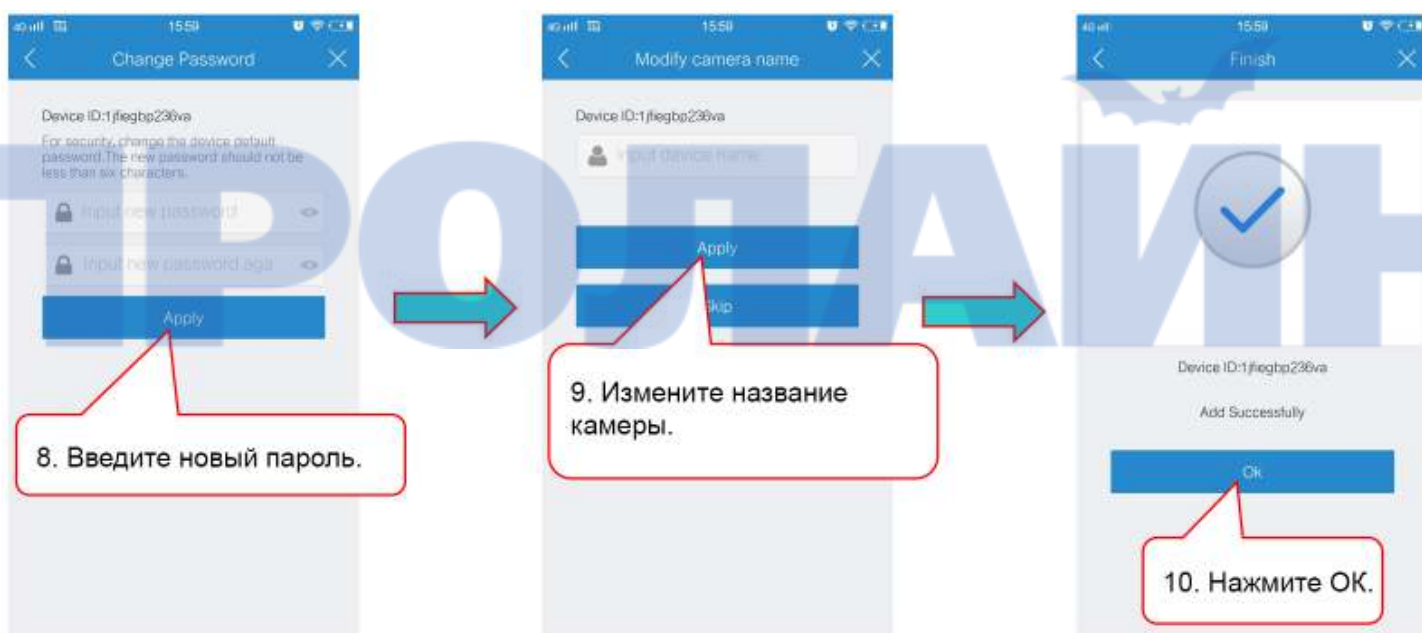 4G 15:59
Change Password
Device ID:1jfiegbp236va
For security, change the device default
password.The new password should not be
less than six characters.
Input new password
Input new password aga
Apply
8. Введите новый пароль.
15:59
Modify camera name
Device ID:1jfiegbp236va
Input device name
Apply
Skip
9. Измените название
камеры.
4G 15:59
Finish
Device ID:1jfiegbp236va
Add Successfully
Ok
10. Нажмите ОК.
ПРОЛАЙН